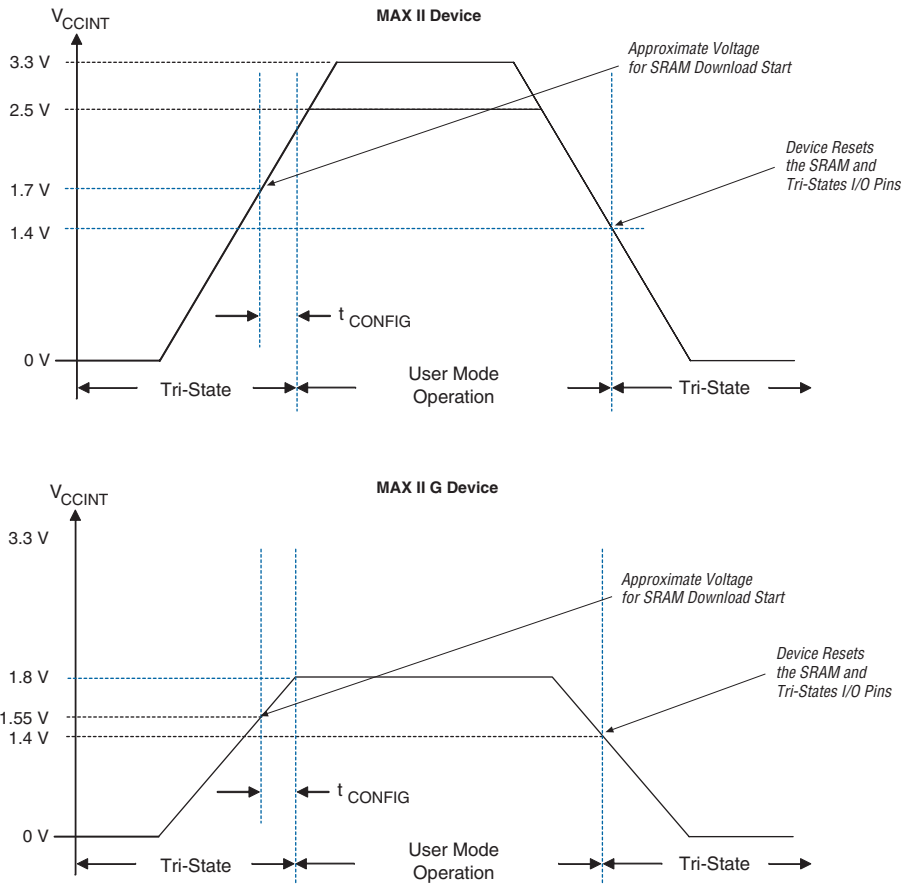 MAX II Device
VCCINT
Approximate Voltage
for SRAM Download Start
3.3 V
2.5 V
Device Resets
the SRAM and
Tri-States I/O Pins
1.7 V
1.4 V
t CONFIG
0 V
Tri-State
User Mode
Operation
Tri-State
MAX II G Device
VCCINT
3.3 V
Approximate Voltage
for SRAM Download Start
Device Resets
the SRAM and
Tri-States I/O Pins
1.8 V
1.55 V
1.4 V
t CONFIG
0 V
Tri-State
User Mode
Operation
Tri-State